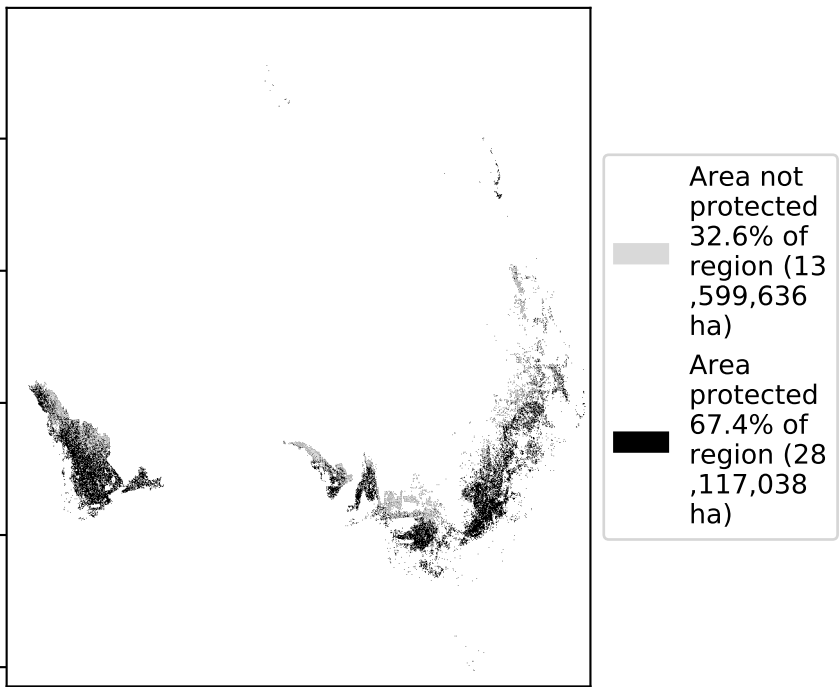 Area not
protected
32.6% of
region (13
,599,636
ha)
Area
protected
67.4% of
region (28
,117,038
ha)